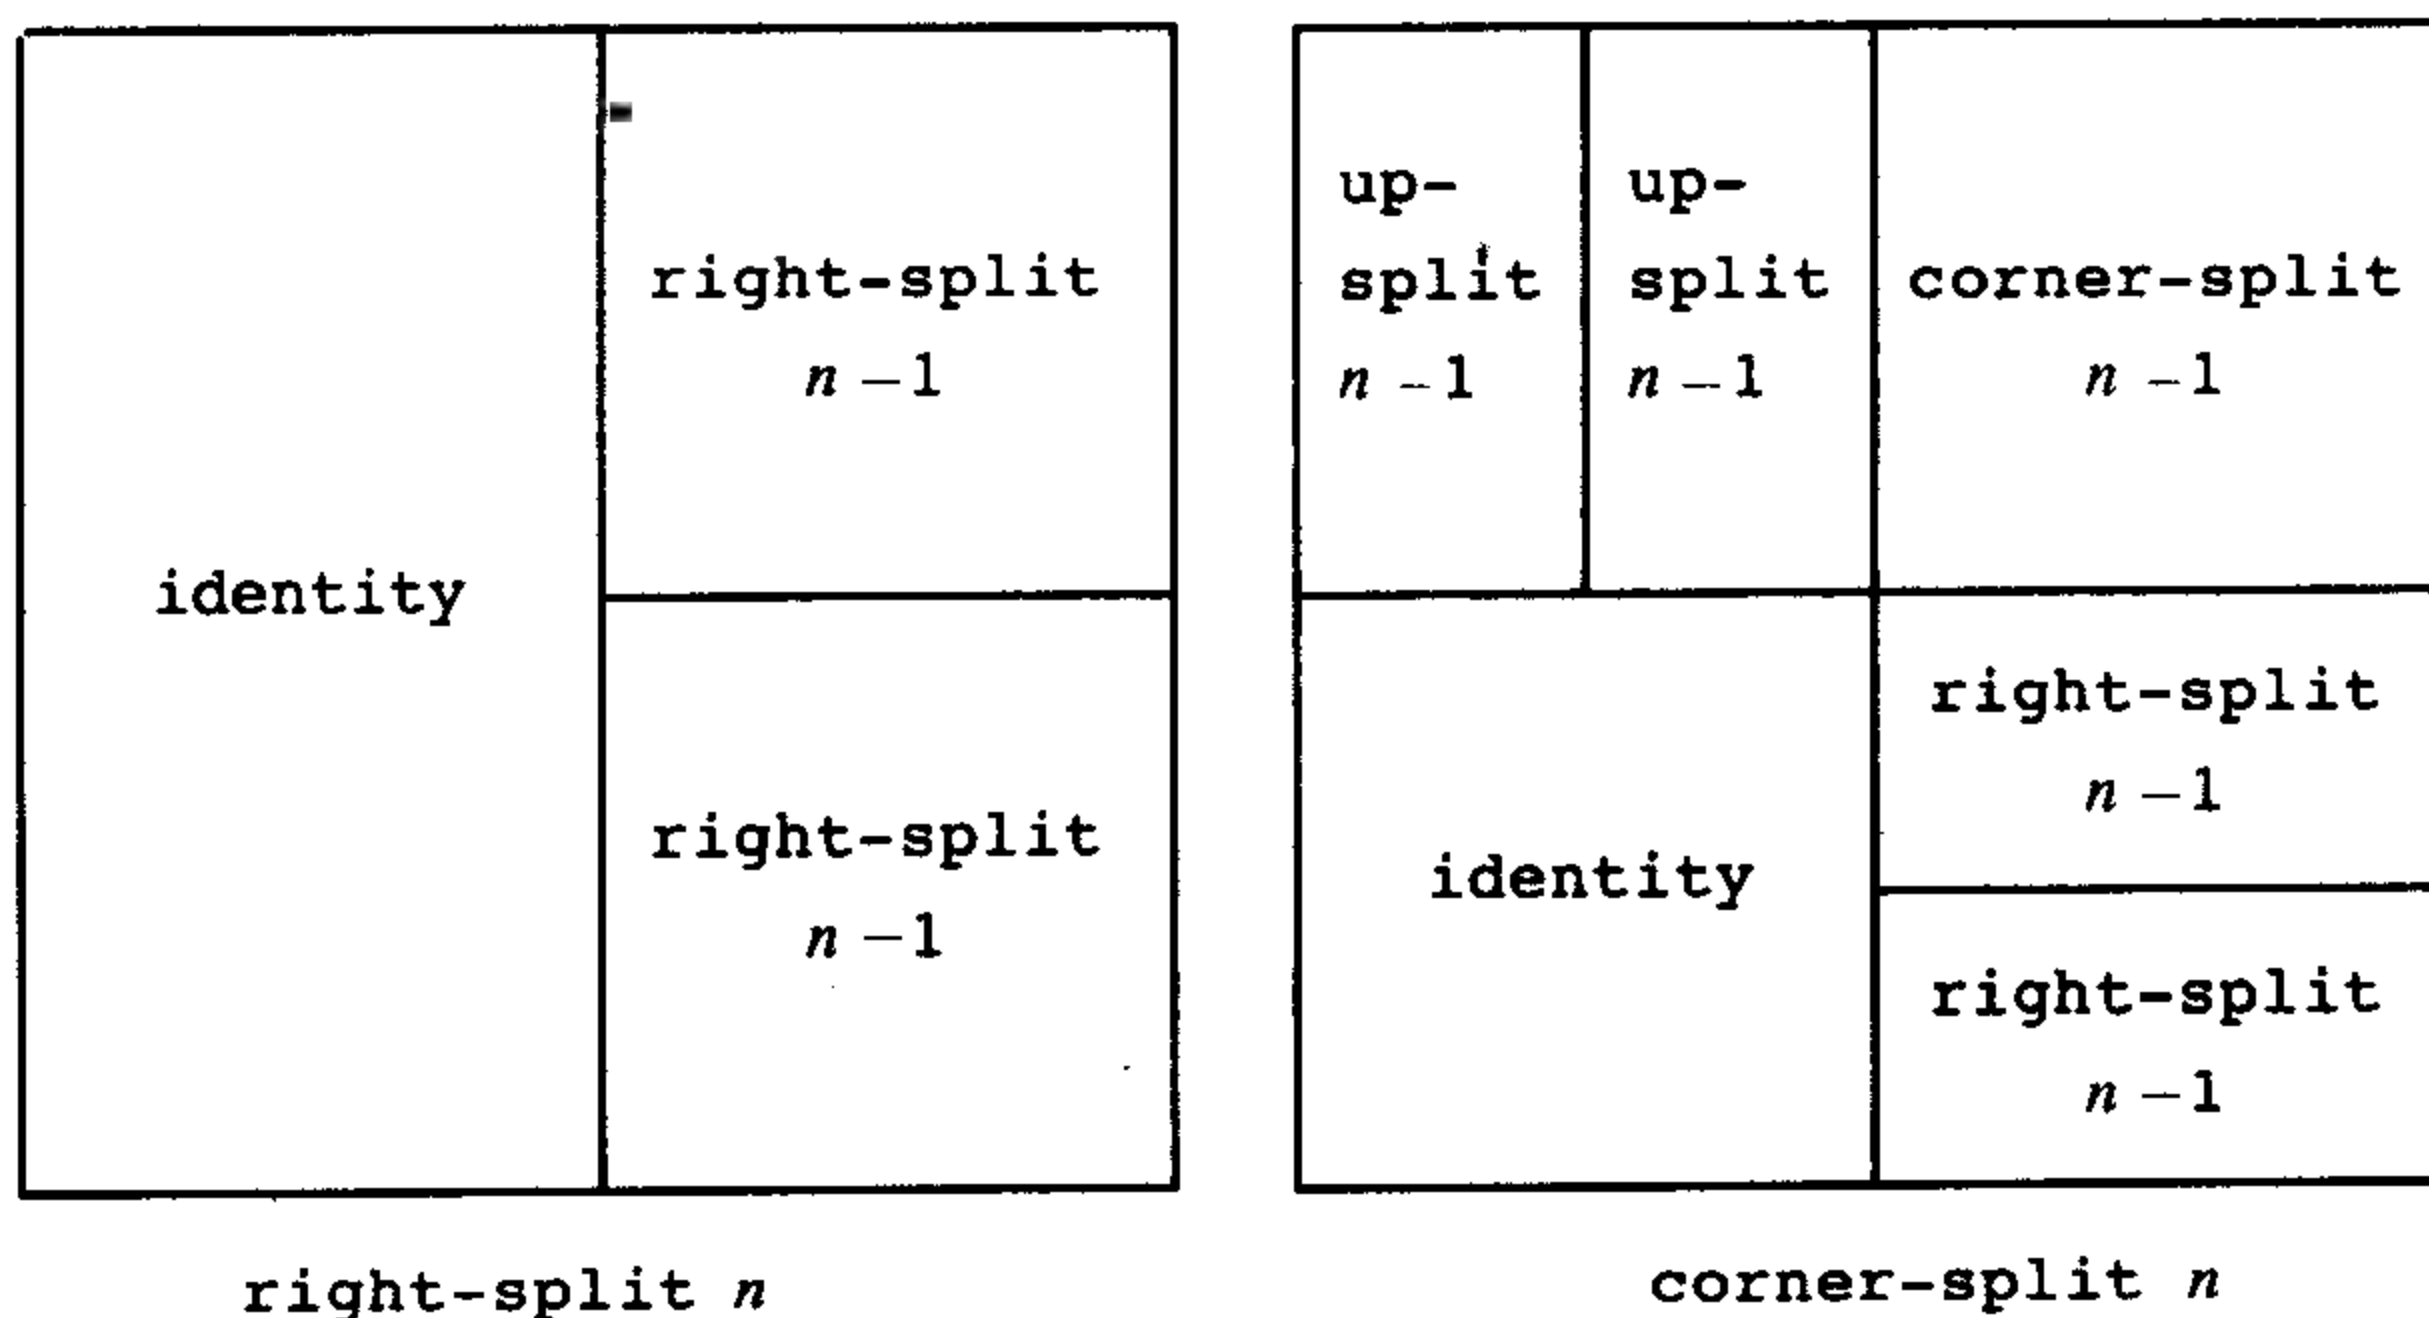 identity
right-split
n –1
right-split
n –1
right-split n
up-
split
n –1
up-
split
n –1
corner-split
n –1
identity
right-split
n –1
right-split
n –1
corner-split n